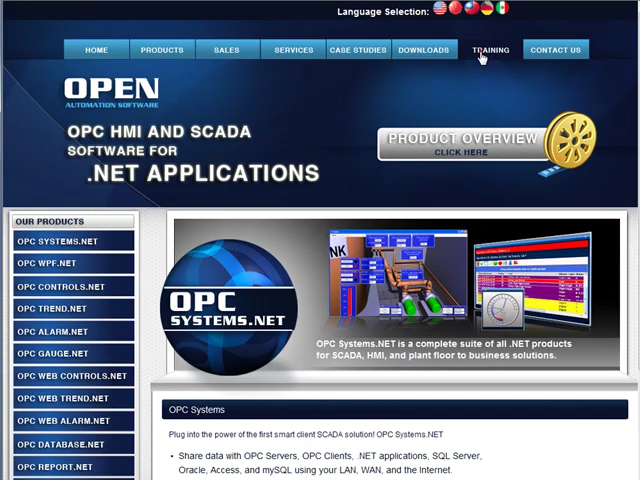 Language Selection:
HOME PRODUCTS SALES SERVICES CASE STUDIES DOWNLOADS TRAINING CONTACT US
OPEN
AUTOMATION SOFTWARE
OPC HMI AND SCADA
SOFTWARE FOR
.NET APPLICATIONS
PRODUCT OVERVIEW
CLICK HERE
OUR PRODUCTS
OPC SYSTEMS.NET
OPC WPF.NET
OPC CONTROLS.NET
OPC TREND.NET
OPC ALARM.NET
OPC GAUGE.NET
OPC WEB CONTROLS.NET
OPC WEB TREND.NET
OPC WEB ALARM.NET
OPC DATABASE.NET
OPC REPORT.NET
OPC
SYSTEMS.NET
NK
OPC Systems.NET is a complete suite of all .NET products
for SCADA, HMI, and plant floor to business solutions.
OPC Systems
Plug into the power of the first smart client SCADA solution! OPC Systems.NET
• Share data with OPC Servers, OPC Clients, .NET applications, SQL Server,
Oracle, Access, and mySQL using your LAN, WAN, and the Internet.